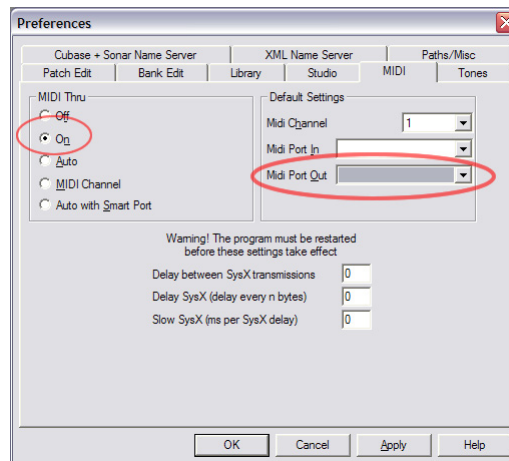 Preferences
Cubase + Sonar Name Server XML Name Server Paths/Misc
Patch Edit Bank Edit Library Studio MIDI Tones
MIDI Thru
Off
On
Auto
MIDI Channel
Auto with Smart Port
Default Settings
Midi Channel 1
Midi Port In
Midi Port Out
Warning! The program must be restarted
before these settings take effect
Delay between SysX transmissions 0
Delay SysX (delay every n bytes) 0
Slow SysX (ms per SysX delay) 0
OK Cancel Apply Help